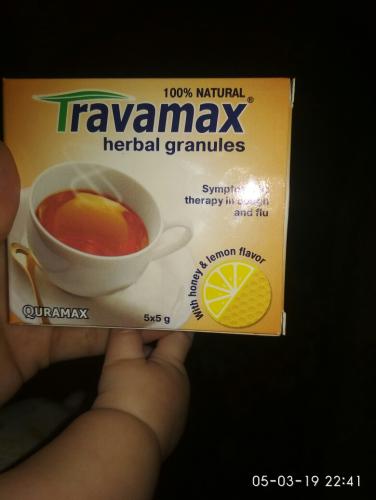 100% NATURAL
Travamax®
herbal granules
therapy in cough
and flu
With honey & lemon flavor
QURAMAX
5x5 g
05-03-19 22:41